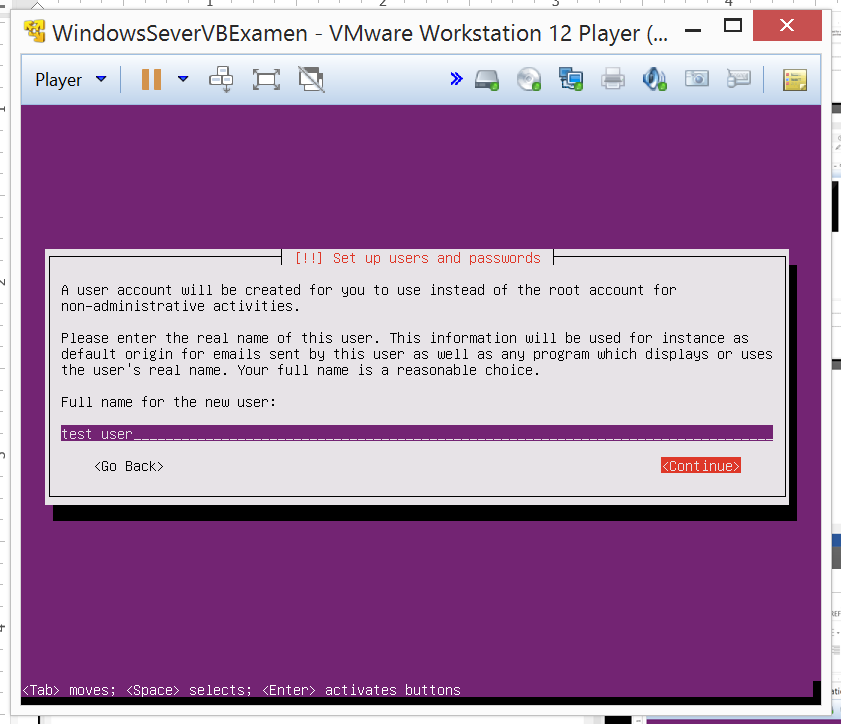 WindowsSeverVBExamen - VMware Workstation 12 Player (...
Player
[!!] Set up users and passwords
A user account will be created for you to use instead of the root account for
non-administrative activities.
Please enter the real name of this user. This information will be used for instance as
default origin for emails sent by this user as well as any program which displays or uses
the user's real name. Your full name is a reasonable choice.
Full name for the new user:
test user
<Go Back> <Continue>
<Tab> moves; <Space> selects; <Enter> activates buttons